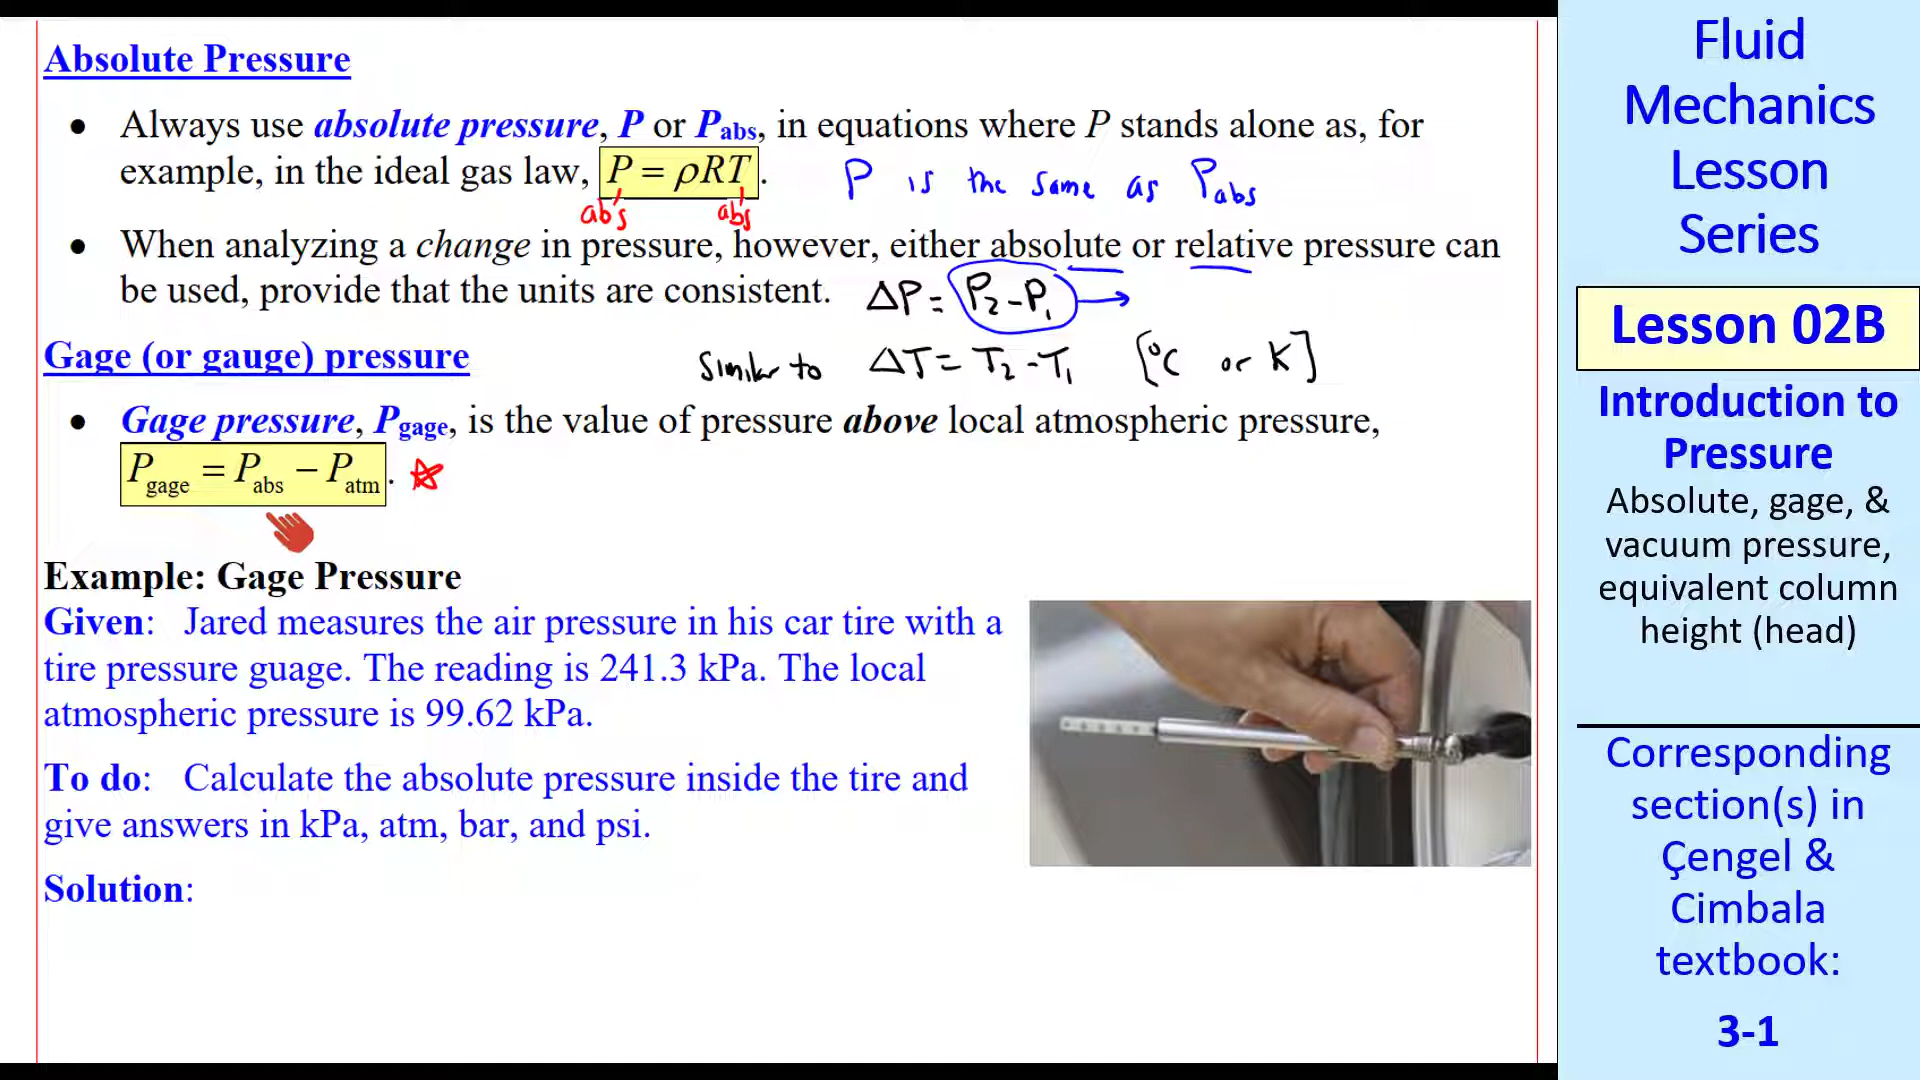 Absolute Pressure
• Always use absolute pressure, P or Pabs, in equations where P stands alone as, for
example, in the ideal gas law, P = ρRT. P is the same as Pabs
abs abs
• When analyzing a change in pressure, however, either absolute or relative pressure can
be used, provide that the units are consistent. ΔP = P2 - P1 →
Gage (or gauge) pressure
Similar to ΔT = T2 - T1 [°C or K]
• Gage pressure, Pgage, is the value of pressure above local atmospheric pressure,
Pgage = Pabs − Patm.
Example: Gage Pressure
Given: Jared measures the air pressure in his car tire with a
tire pressure guage. The reading is 241.3 kPa. The local
atmospheric pressure is 99.62 kPa.
To do: Calculate the absolute pressure inside the tire and
give answers in kPa, atm, bar, and psi.
Solution:
Fluid
Mechanics
Lesson
Series
Lesson 02B
Introduction to
Pressure
Absolute, gage, &
vacuum pressure,
equivalent column
height (head)
Corresponding
section(s) in
Çengel &
Cimbala
textbook:
3-1